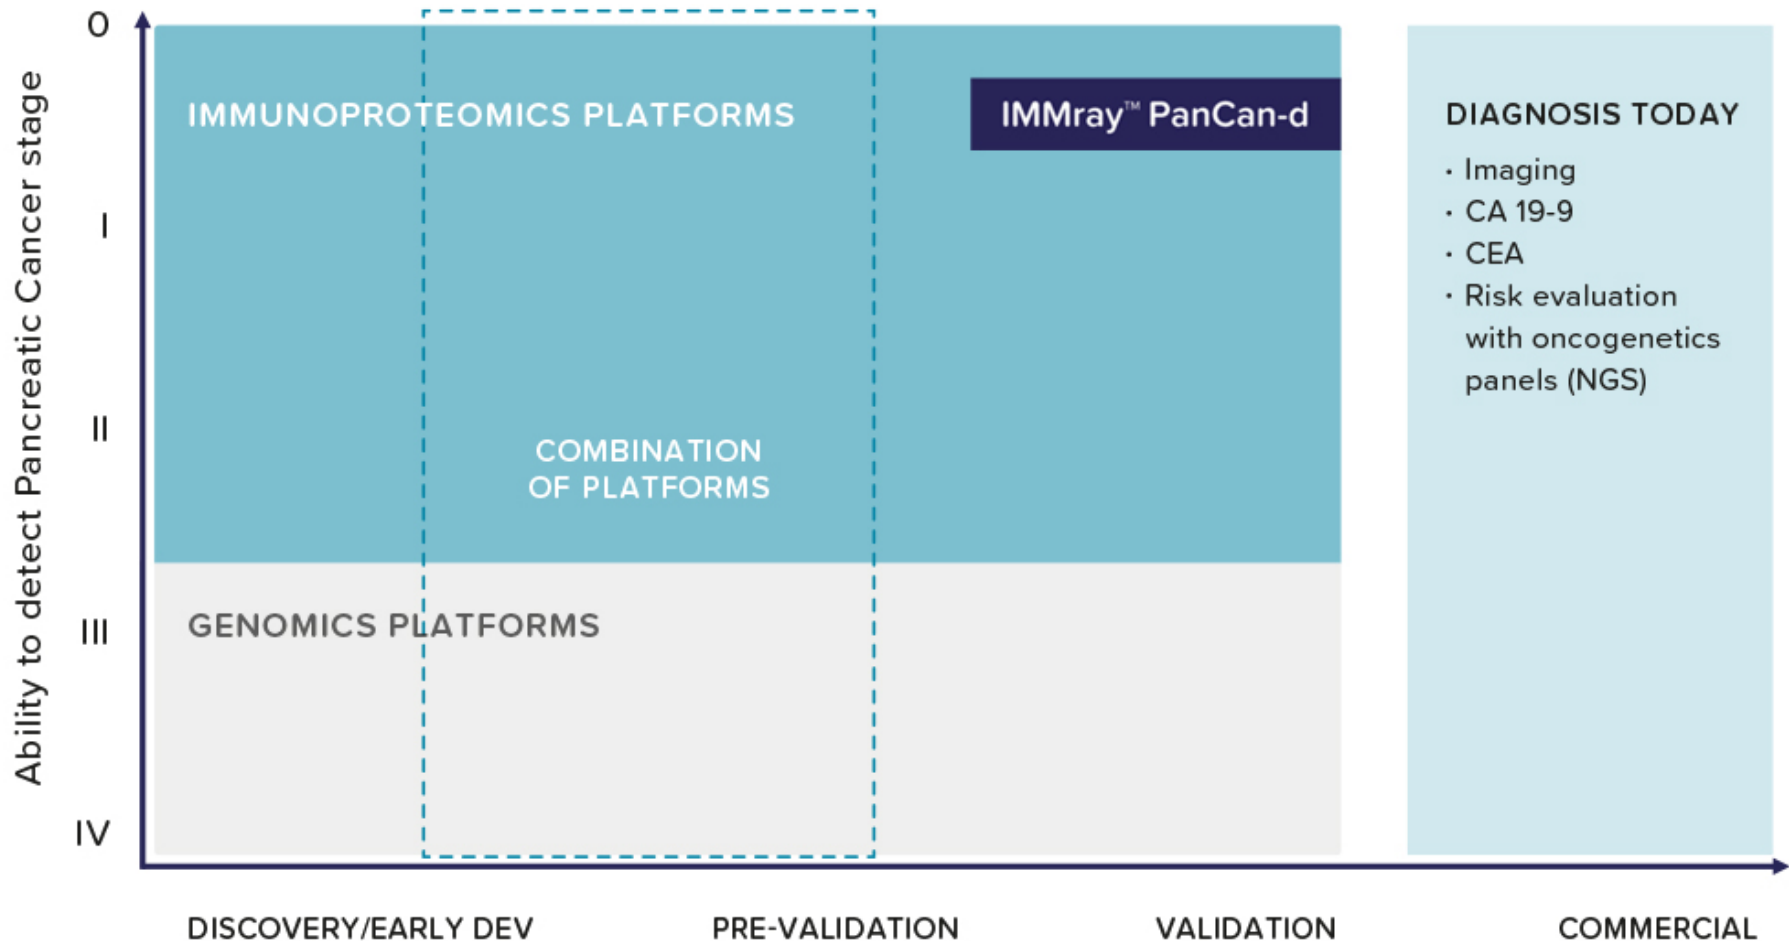 Ability to detect Pancreatic Cancer stage
0
I
II
III
IV
IMMUNOPROTEOMICS PLATFORMS
IMMray™ PanCan-d
COMBINATION
OF PLATFORMS
GENOMICS PLATFORMS
DIAGNOSIS TODAY
· Imaging
· CA 19-9
· CEA
· Risk evaluation
with oncogenetics
panels (NGS)
DISCOVERY/EARLY DEV
PRE-VALIDATION
VALIDATION
COMMERCIAL